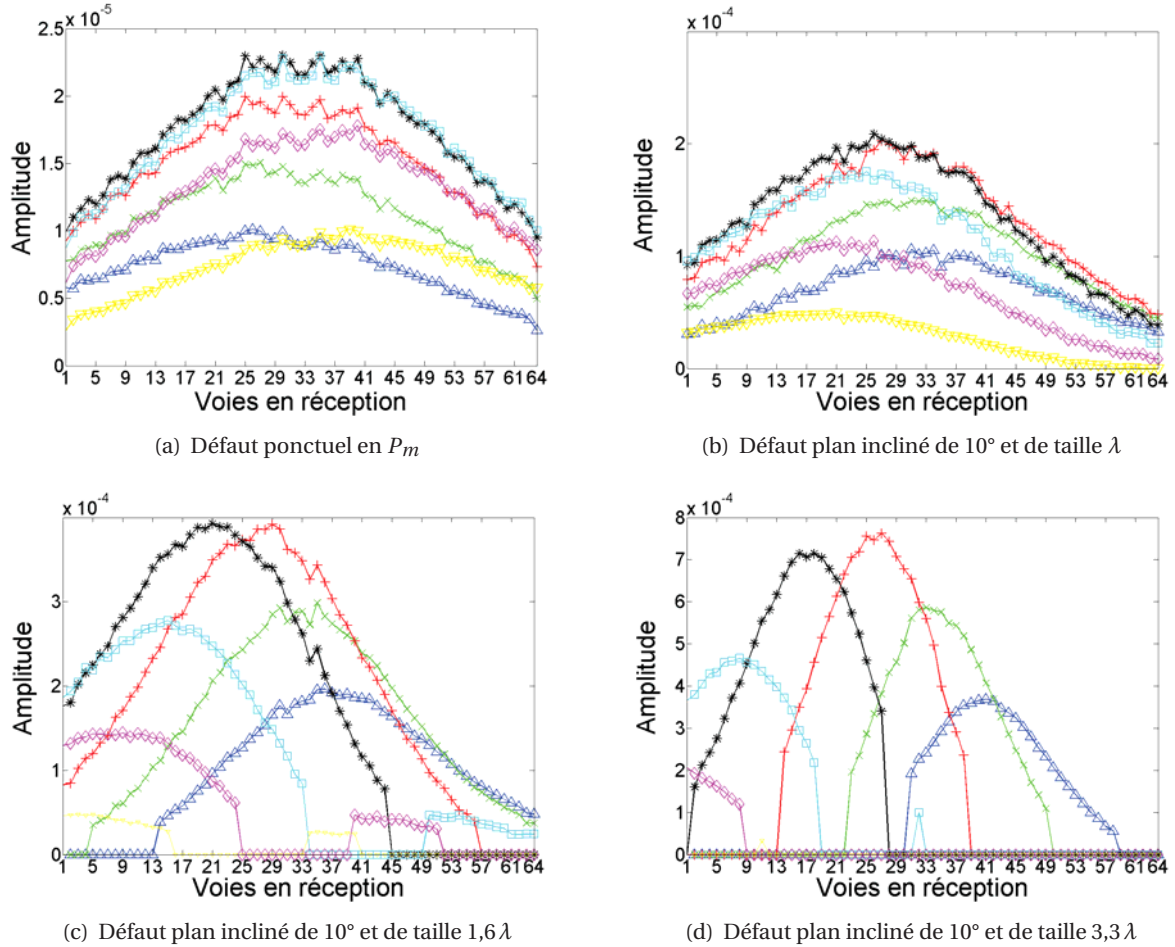 x 10⁻⁵
2.5
2
1.5
1
0.5
0
Amplitude
1 5 9 13 17 21 25 29 33 37 41 45 49 53 57 61 64
Voies en réception
(a) Défaut ponctuel en Pₘ
x 10⁻⁴
2
1
0
Amplitude
1 5 9 13 17 21 25 29 33 37 41 45 49 53 57 61 64
Voies en réception
(b) Défaut plan incliné de 10° et de taille λ
x 10⁻⁴
3
2
1
0
Amplitude
1 5 9 13 17 21 25 29 33 37 41 45 49 53 57 61 64
Voies en réception
(c) Défaut plan incliné de 10° et de taille 1,6 λ
x 10⁻⁴
8
7
6
5
4
3
2
1
0
Amplitude
1 5 9 13 17 21 25 29 33 37 41 45 49 53 59 61 64
Voies en réception
(d) Défaut plan incliné de 10° et de taille 3,3 λ